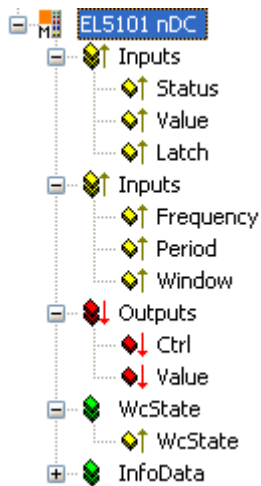 EL5101 nDC
Inputs
Status
Value
Latch
Inputs
Frequency
Period
Window
Outputs
Ctrl
Value
WcState
WcState
InfoData